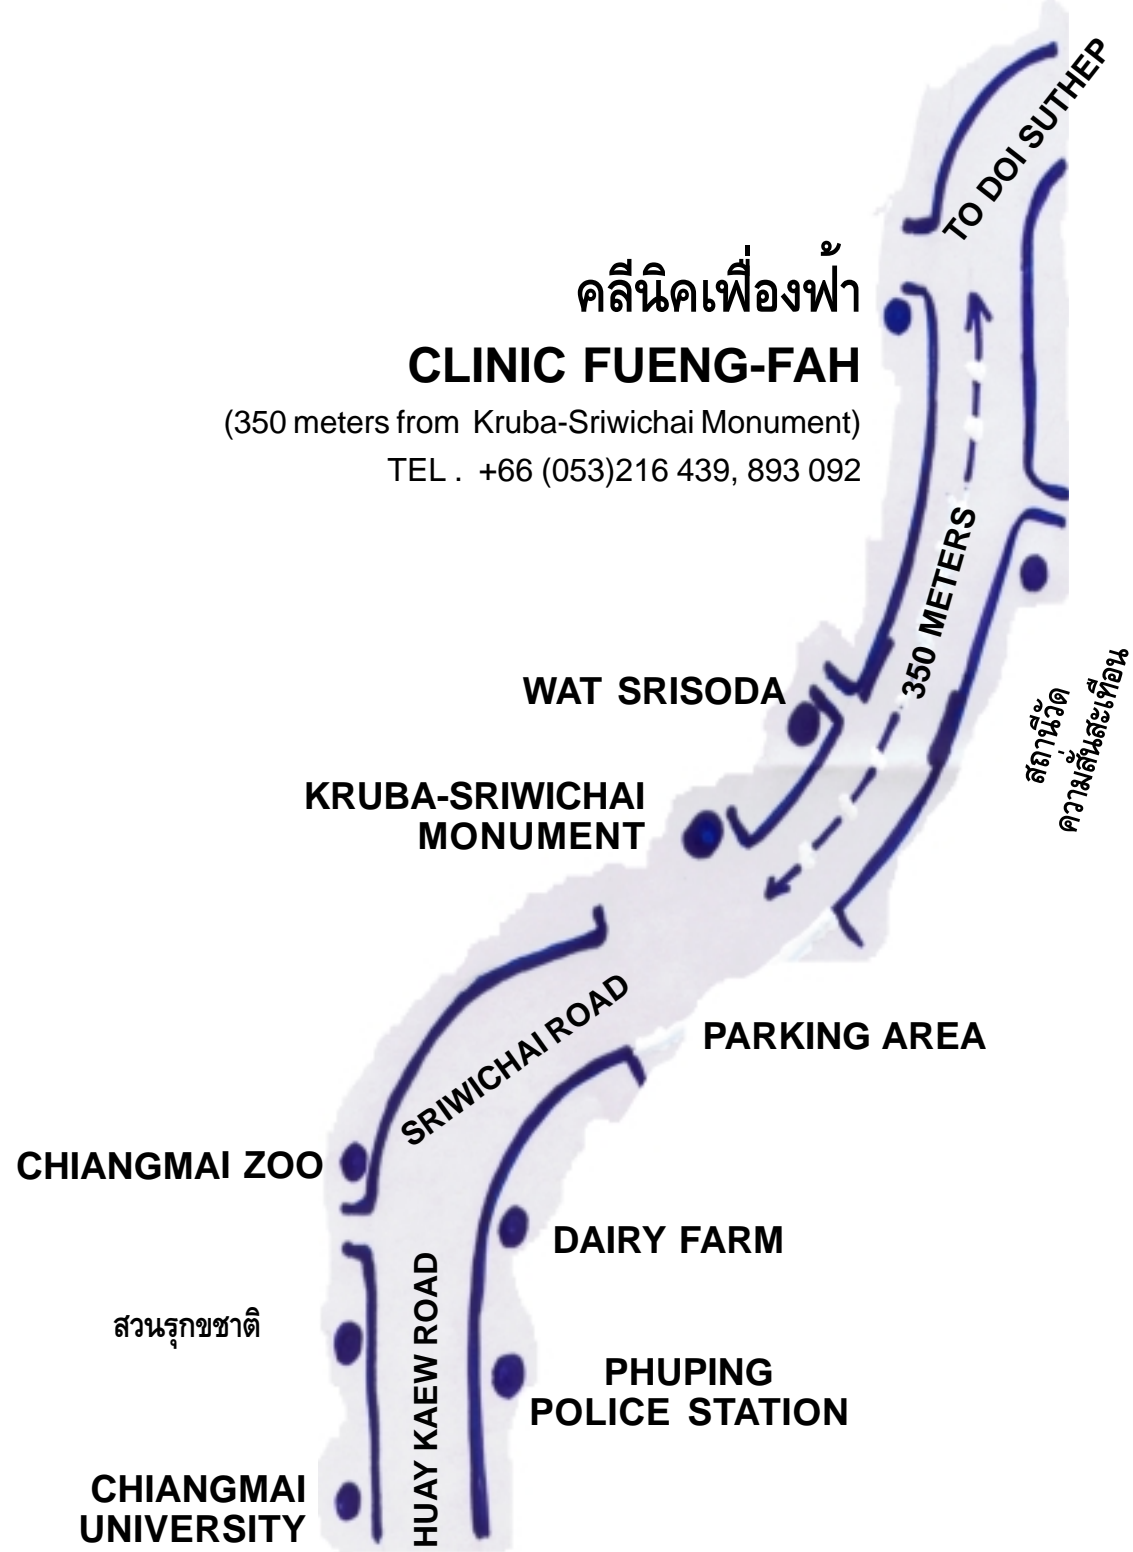 TO DOI SUTHEP
คลีนิคเฟื่องฟ้า
CLINIC FUENG-FAH
(350 meters from Kruba-Sriwichai Monument)
TEL . +66 (053)216 439, 893 092
350 METERS
WAT SRISODA
สถานีวัด
ความสั่นสะเทือน
KRUBA-SRIWICHAI
MONUMENT
SRIWICHAI ROAD
PARKING AREA
CHIANGMAI ZOO
DAIRY FARM
HUAY KAEW ROAD
สวนรุกขชาติ
PHUPING
POLICE STATION
CHIANGMAI
UNIVERSITY